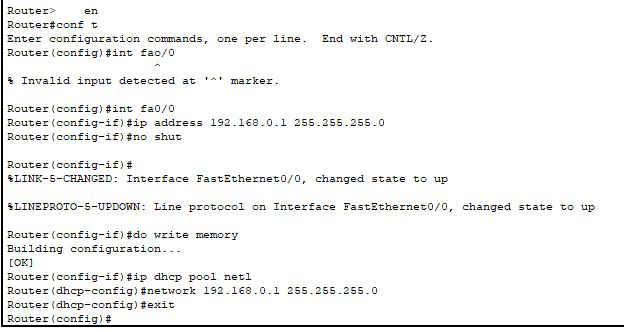 Router>    en
Router#conf t
Enter configuration commands, one per line.  End with CNTL/Z.
Router(config)#int fao/0
^
% Invalid input detected at '^' marker.
Router(config)#int fa0/0
Router(config-if)#ip address 192.168.0.1 255.255.255.0
Router(config-if)#no shut
Router(config-if)#
%LINK-5-CHANGED: Interface FastEthernet0/0, changed state to up
%LINEPROTO-5-UPDOWN: Line protocol on Interface FastEthernet0/0, changed state to up
Router(config-if)#do write memory
Building configuration...
[OK]
Router(config-if)#ip dhcp pool net1
Router(dhcp-config)#network 192.168.0.1 255.255.255.0
Router(dhcp-config)#exit
Router(config)#